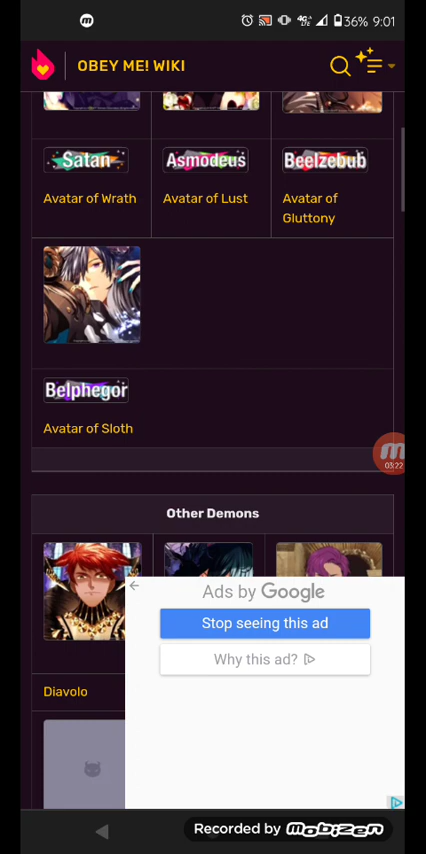 36% 9:01
OBEY ME! WIKI
Satan
Asmodeus
Beelzebub
Avatar of Wrath
Avatar of Lust
Avatar of
Gluttony
Belphegor
Avatar of Sloth
03:22
Other Demons
Ads by Google
Stop seeing this ad
Why this ad?
Diavolo
Recorded by mobizen